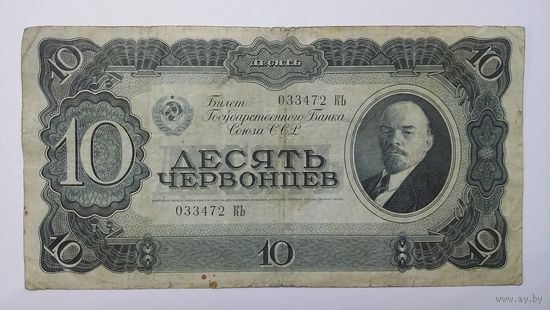 10 ДЕСЯТЬ 10
Билет 033472 КЬ
Государственного Банка
Союза ССР
10 ДЕСЯТЬ
ЧЕРВОНЦЕВ
033472 КЬ
10 10 10
www.ay.by